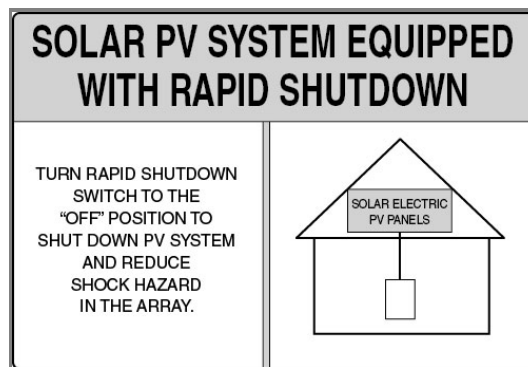 SOLAR PV SYSTEM EQUIPPED
WITH RAPID SHUTDOWN
TURN RAPID SHUTDOWN
SWITCH TO THE
“OFF” POSITION TO
SHUT DOWN PV SYSTEM
AND REDUCE
SHOCK HAZARD
IN THE ARRAY.
SOLAR ELECTRIC
PV PANELS